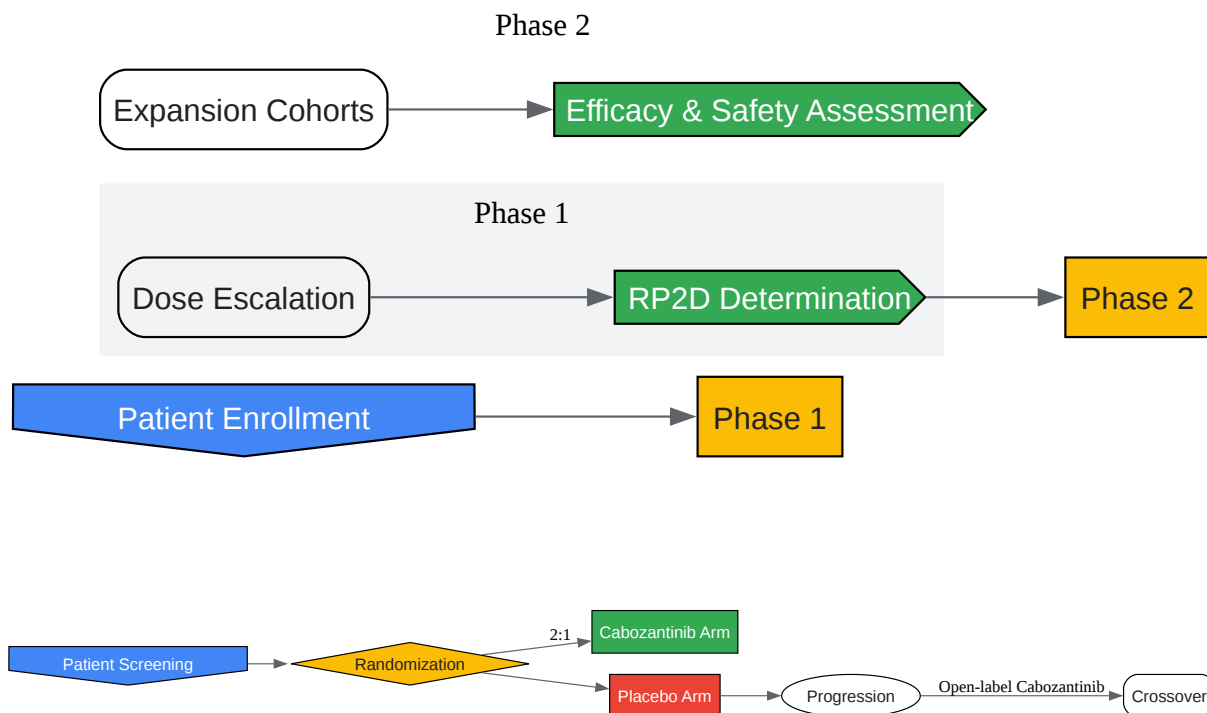 Phase 2
Expansion Cohorts
Efficacy & Safety Assessment
Phase 1
Dose Escalation
RP2D Determination
Phase 2
Patient Enrollment
Phase 1
Patient Screening
Randomization
2:1
Cabozantinib Arm
Placebo Arm
Progression
Open-label Cabozantinib
Crossover